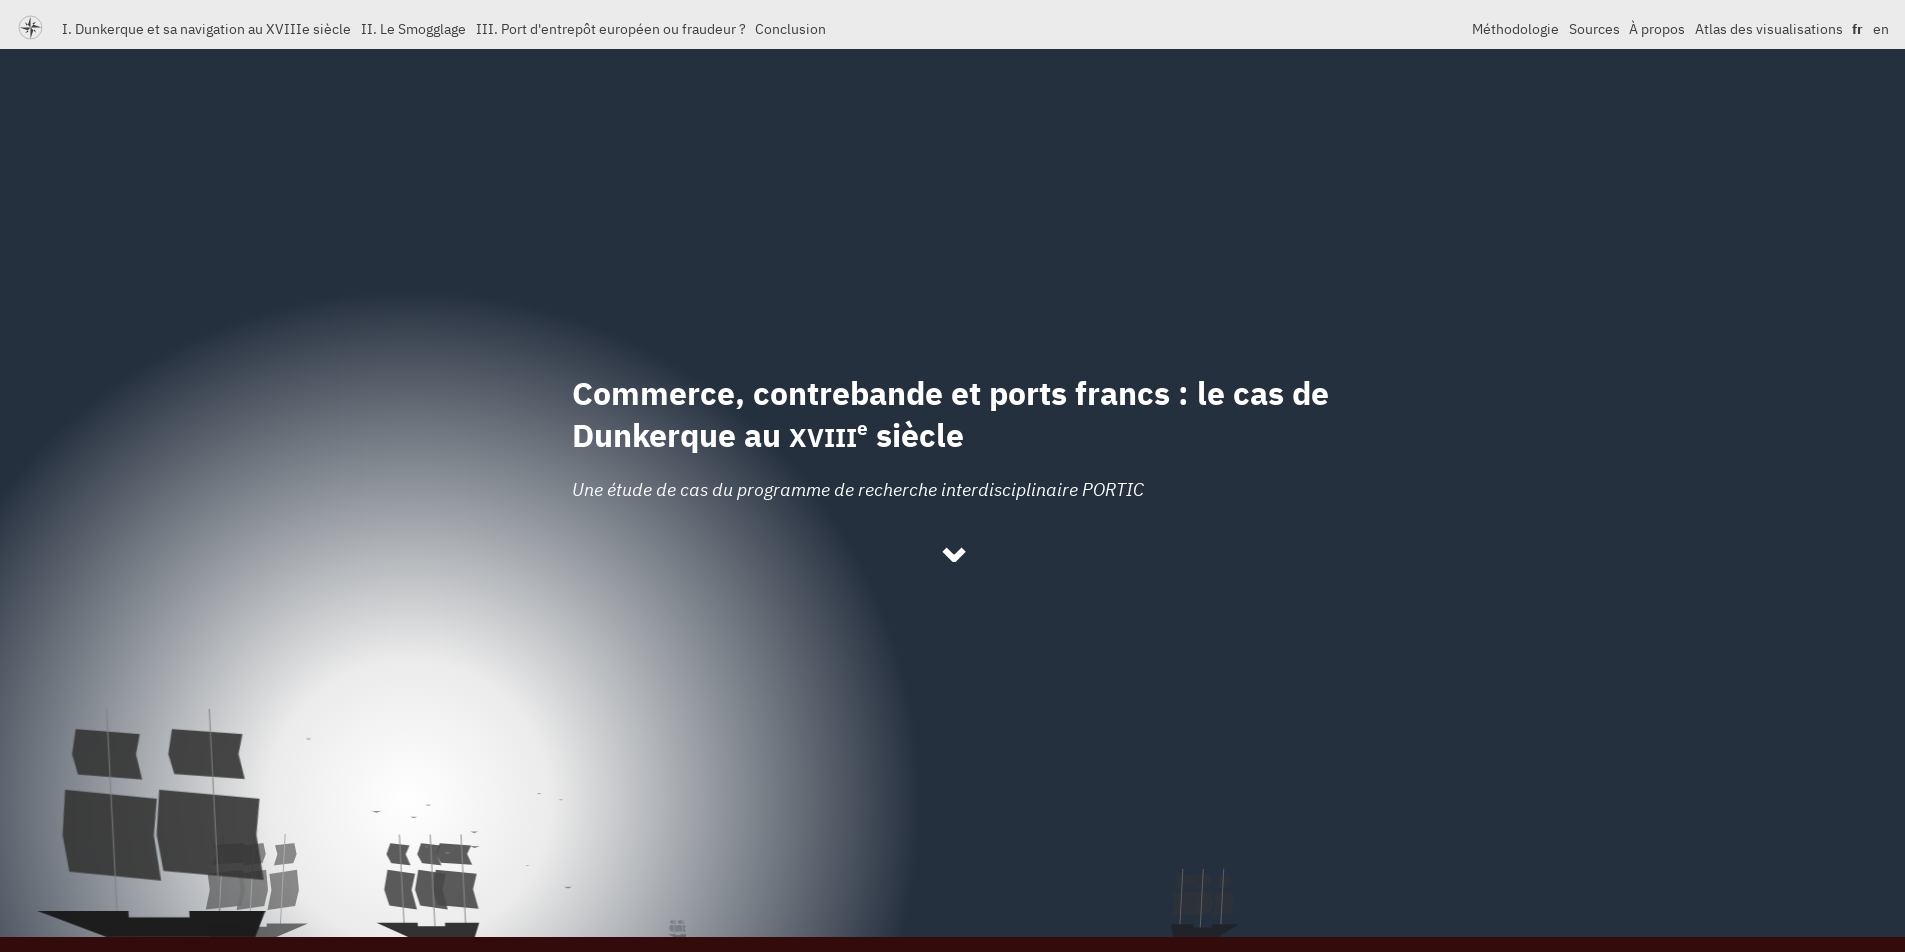 I. Dunkerque et sa navigation au XVIIIe siècle II. Le Smogglage III. Port d'entrepôt européen ou fraudeur ? Conclusion Méthodologie Sources À propos Atlas des visualisations fr en
Commerce, contrebande et ports francs : le cas de
Dunkerque au XVIIIe siècle
Une étude de cas du programme de recherche interdisciplinaire PORTIC